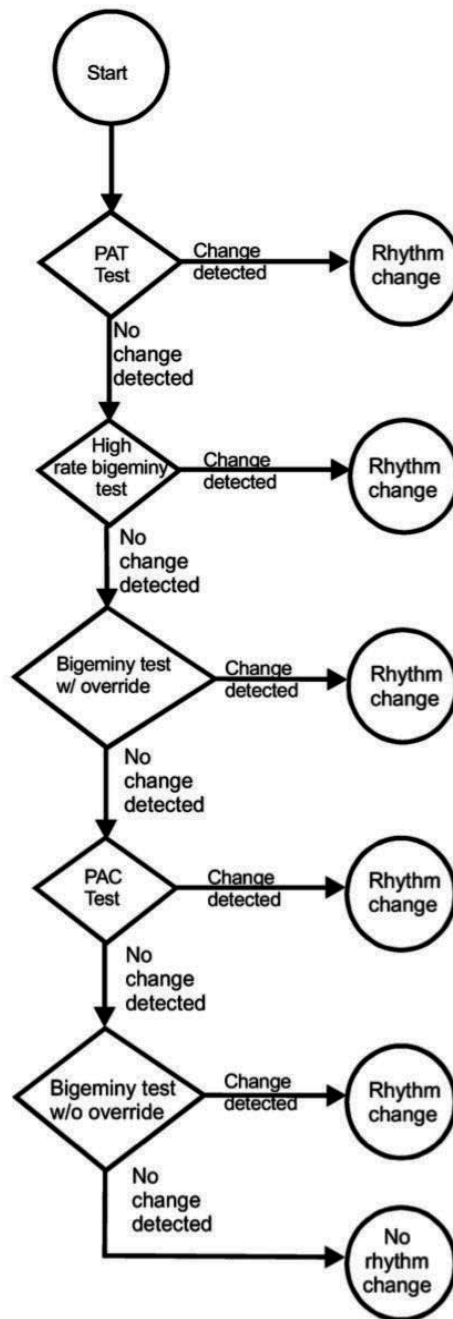 Start
PAT
Test
Change
detected
Rhythm
change
No
change
detected
High
rate bigeminy
test
Change
detected
Rhythm
change
No
change
detected
Bigeminy test
w/ override
Change
detected
Rhythm
change
No
change
detected
PAC
Test
Change
detected
Rhythm
change
No
change
detected
Bigeminy test
w/o override
Change
detected
Rhythm
change
No
change
detected
No
rhythm
change